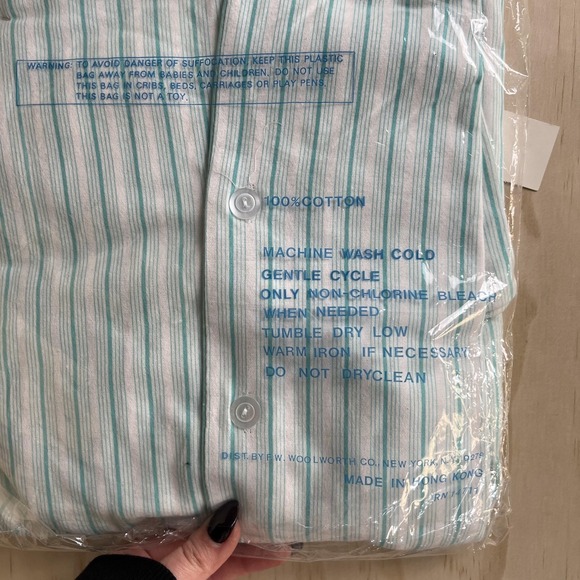 WARNING: TO AVOID DANGER OF SUFFOCATION, KEEP THIS PLASTIC
BAG AWAY FROM BABIES AND CHILDREN. DO NOT USE
THIS BAG IN CRIBS, BEDS, CARRIAGES OR PLAY PENS.
THIS BAG IS NOT A TOY.
100%COTTON
MACHINE WASH COLD
GENTLE CYCLE
ONLY NON-CHLORINE BLEACH
WHEN NEEDED
TUMBLE DRY LOW
WARM IRON IF NECESSARY
DO NOT DRYCLEAN
DIST. BY F.W. WOOLWORTH CO., NEW YORK, N.Y.
MADE IN HONG KONG
RN